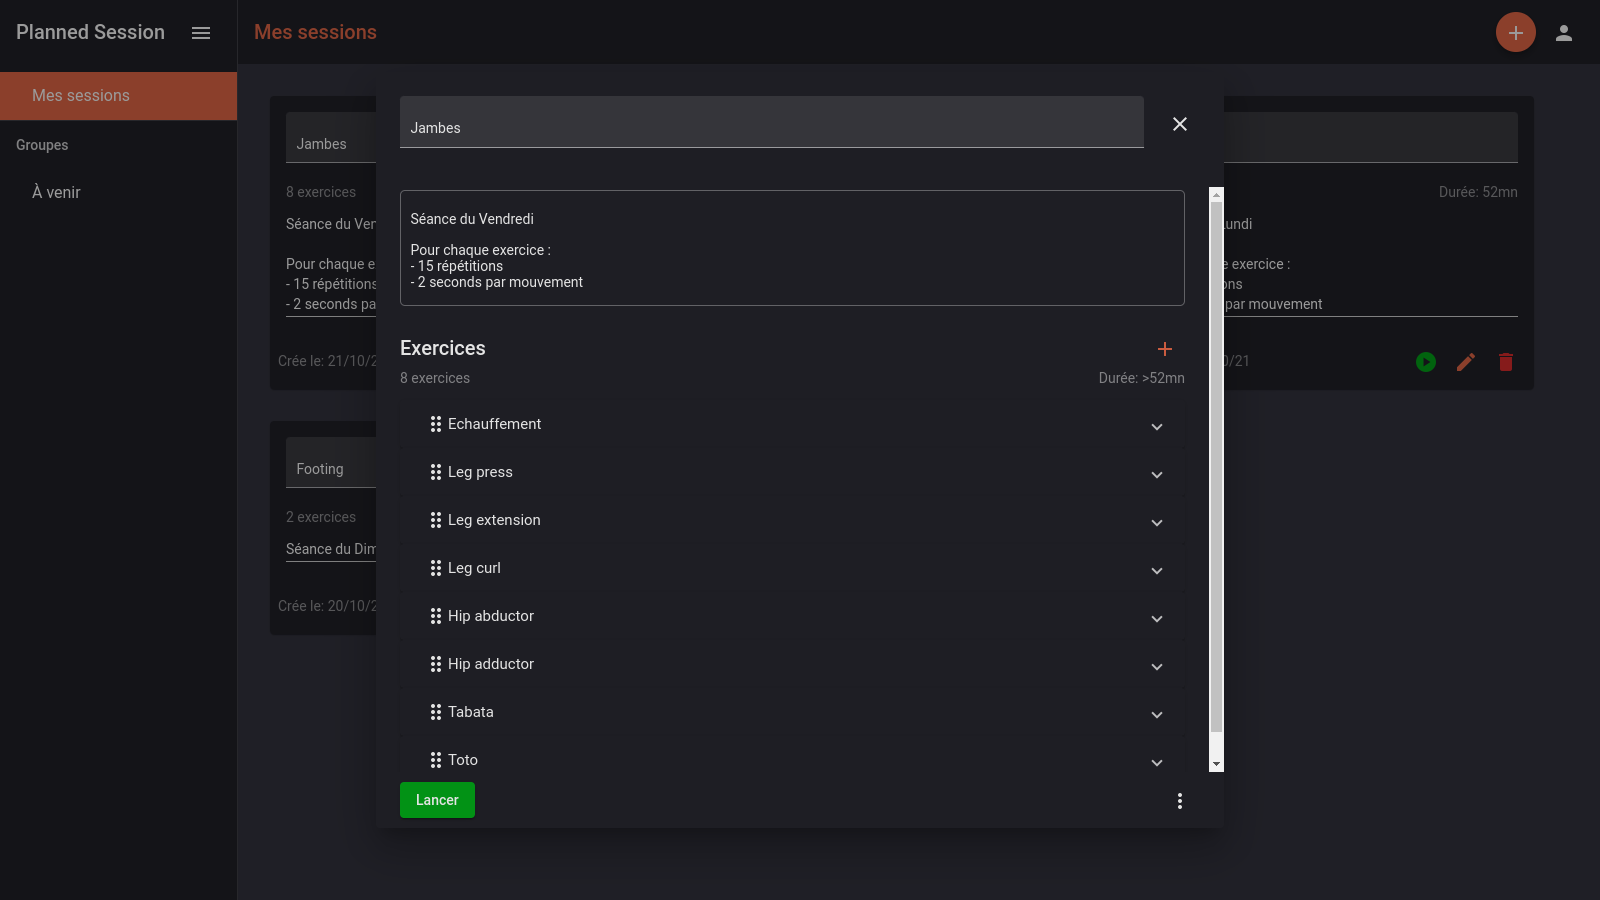 Planned Session
Mes sessions
Mes sessions
Groupes
À venir
Jambes
8 exercices
Séance du Ven
Pour chaque e
- 15 répétitions
- 2 seconds pa
Crée le: 21/10/2
Footing
2 exercices
Séance du Dim
Crée le: 20/10/2
Jambes
Séance du Vendredi
Pour chaque exercice :
- 15 répétitions
- 2 seconds par mouvement
Exercices
8 exercices
Durée: >52mn
Echauffement
Leg press
Leg extension
Leg curl
Hip abductor
Hip adductor
Tabata
Toto
Lancer
Durée: 52mn
undi
e exercice :
ons
par mouvement
0/21